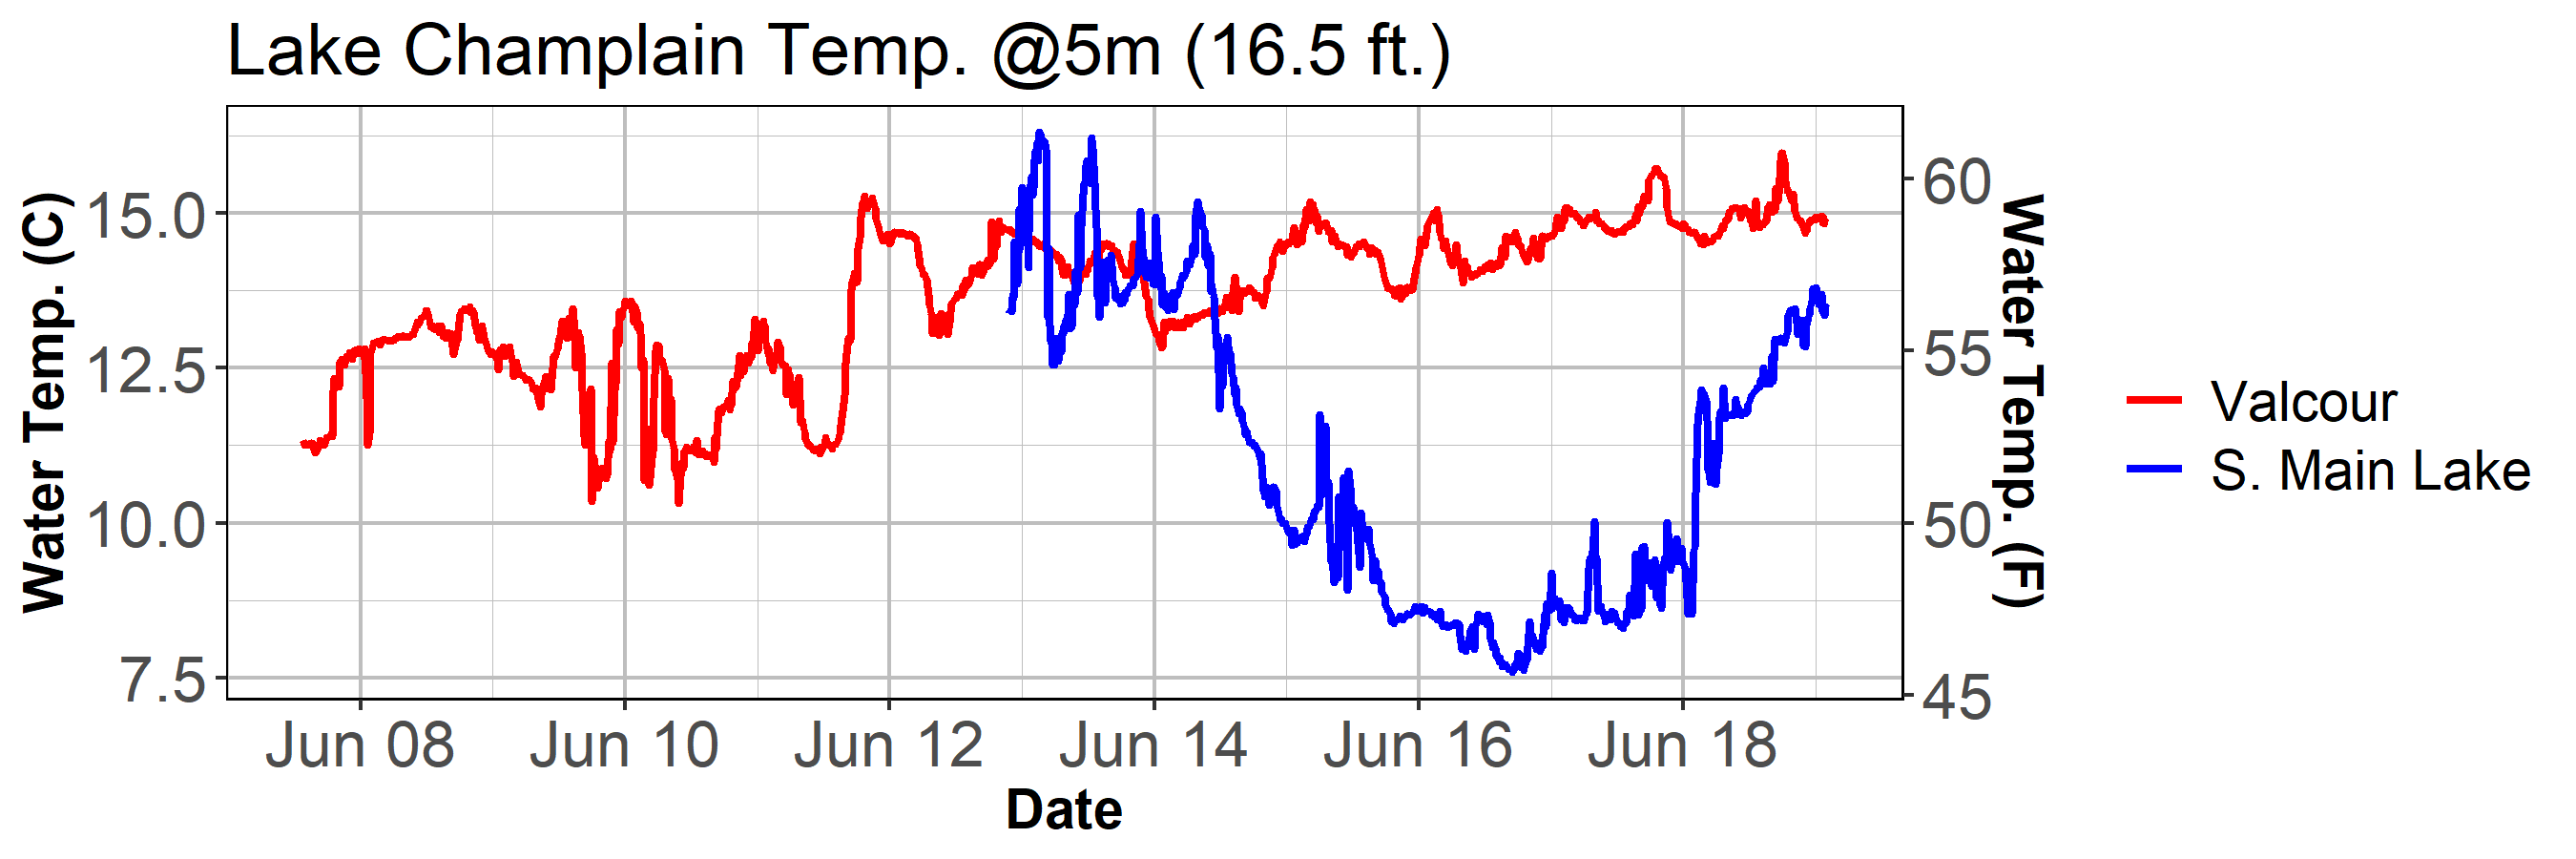 Lake Champlain Temp. @5m (16.5 ft.)
Water Temp. (C)
15.0
12.5
10.0
7.5
60
55
50
45
Water Temp. (F)
Jun 08 Jun 10 Jun 12 Jun 14 Jun 16 Jun 18
Date
Valcour
S. Main Lake